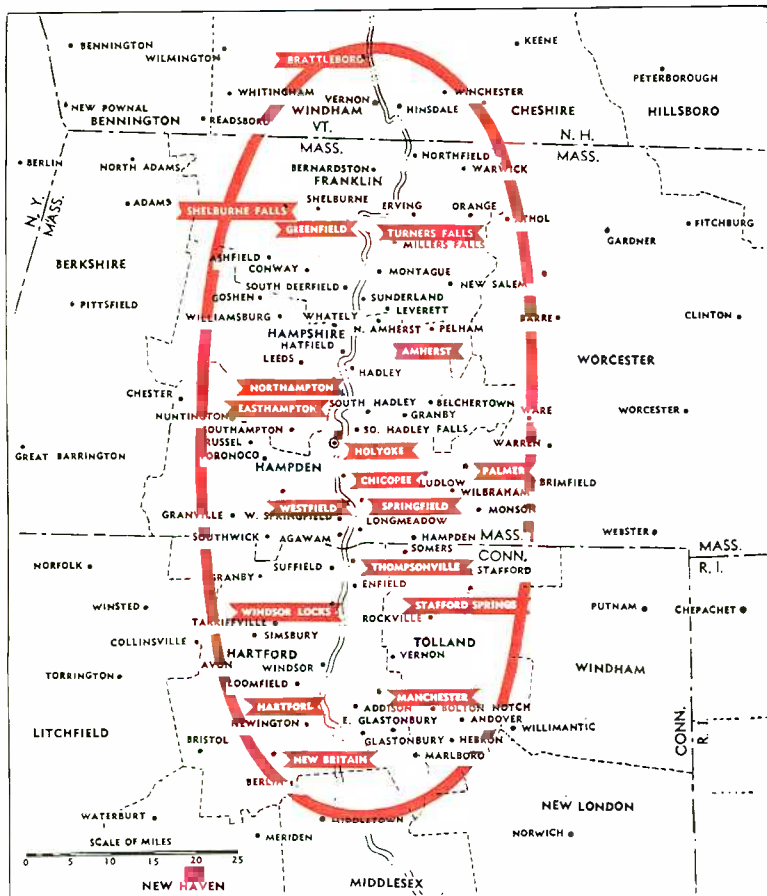 BENNINGTON
WILMINGTON
BRATTLEBORO
KEENE
PETERBOROUGH
WHITINGHAM
VERNON
WINCHESTER
NEW POWNAL
WINDHAM
HINSDALE
CHESHIRE
HILLSBORO
BENNINGTON
READSBORO
VT.
N. H.
MASS.
MASS.
BERLIN
NORTH ADAMS
NORTHFIELD
BERNARDSTON
WARWICK
FRANKLIN
N. Y.
MASS.
ADAMS
SHELBURNE FALLS
SHELBURNE
ERVING
ORANGE
THOL
FITCHBURG
GREENFIELD
TURNERS FALLS
GARDNER
MILLERS FALLS
ASHFIELD
BERKSHIRE
CONWAY
MONTAGUE
SOUTH DEERFIELD
NEW SALEM
GOSHEN
SUNDERLAND
PITTSFIELD
LEVERETT
WILLIAMSBURG
WHATELY
BARRE
CLINTON
HAMPSHIRE
N. AMHERST
PELHAM
HATFIELD
AMHERST
LEEDS
WORCESTER
HADLEY
NORTHAMPTON
CHESTER
SOUTH HADLEY
BELCHERTOWN
EASTHAMPTON
GRANBY
WARE
WORCESTER
HUNTINGTON
SOUTHAMPTON
SO. HADLEY FALLS
RUSSEL
WARREN
GREAT BARRINGTON
WORONOCO
HOLYOKE
HAMPDEN
PALMER
CHICOPEE
LUDLOW
BRIMFIELD
WILBRAHAM
WESTFIELD
SPRINGFIELD
MONSON
GRANVILLE
W. SPRINGFIELD
LONGMEADOW
WEBSTER
SOUTHWICK
AGAWAM
HAMPDEN
MASS.
MASS.
SOMERS
CONN.
R. I.
NORFOLK
SUFFIELD
THOMPSONVILLE
STAFFORD
GRANBY
ENFIELD
WINSTED
WINDSOR LOCKS
STAFFORD SPRINGS
PUTNAM
CHEPACHET
TARRIFFVILLE
ROCKVILLE
SIMSBURY
COLLINSVILLE
TOLLAND
HARTFORD
VERNON
AVON
WINDSOR
WINDHAM
TORRINGTON
LOOMFIELD
MANCHESTER
HARTFORD
ADDISON
BOLTON NOTCH
E. GLASTONBURY
ANDOVER
NEWINGTON
WILLIMANTIC
LITCHFIELD
BRISTOL
GLASTONBURY
HEBRON
CONN.
R. I.
NEW BRITAIN
MARLBORO
BERLIN
NEW LONDON
WATERBURT
MIDDLETOWN
MERIDEN
NORWICH
SCALE OF MILES
0 5 10 15 20 25
NEW HAVEN
MIDDLESEX